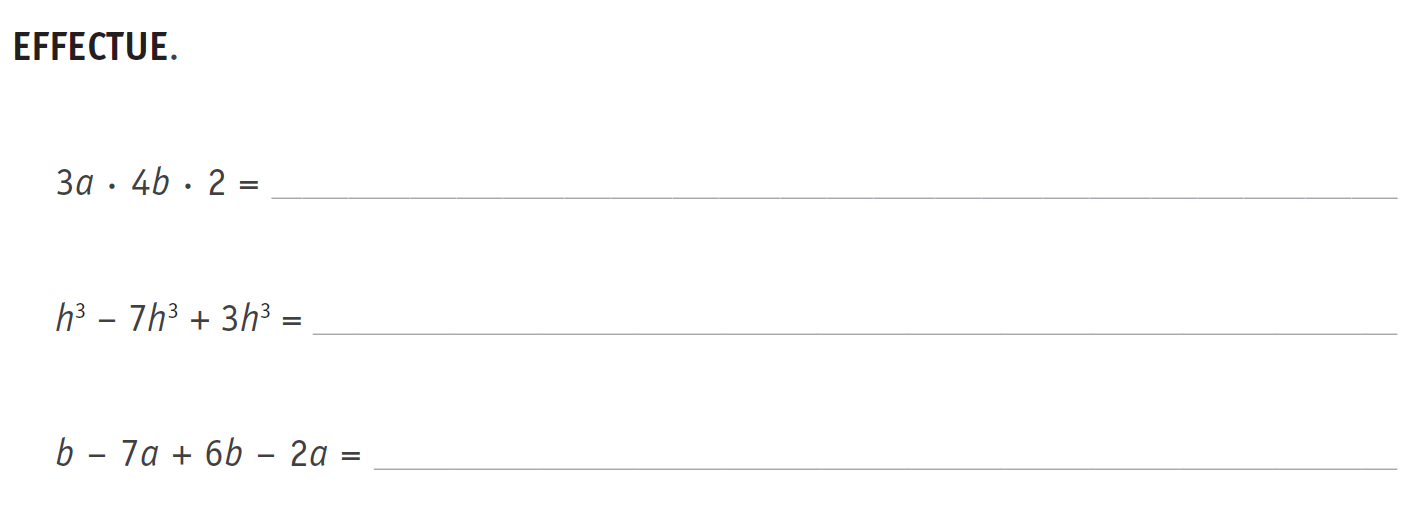 EFFECTUE.
3a · 4b · 2 =
h³ – 7h³ + 3h³ =
b – 7a + 6b – 2a =